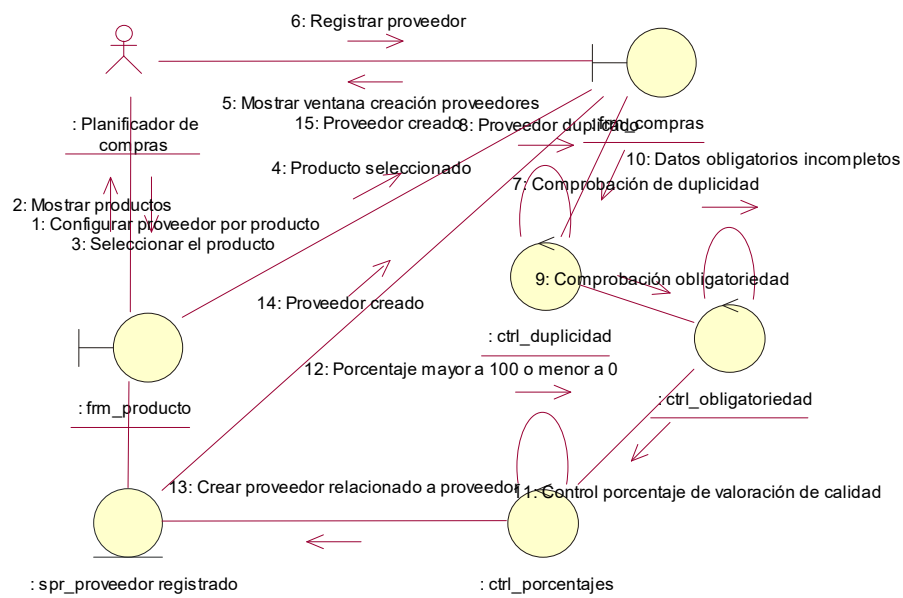 6: Registrar proveedor
5: Mostrar ventana creación proveedores
: Planificador de
compras
15: Proveedor creado
8: Proveedor duplicado
: frm_compras
10: Datos obligatorios incompletos
4: Producto seleccionado
7: Comprobación de duplicidad
2: Mostrar productos
1: Configurar proveedor por producto
3: Seleccionar el producto
9: Comprobación obligatoriedad
14: Proveedor creado
: ctrl_duplicidad
12: Porcentaje mayor a 100 o menor a 0
: ctrl_obligatoriedad
: frm_producto
13: Crear proveedor relacionado a proveedor
11: Control porcentaje de valoración de calidad
: spr_proveedor registrado
: ctrl_porcentajes